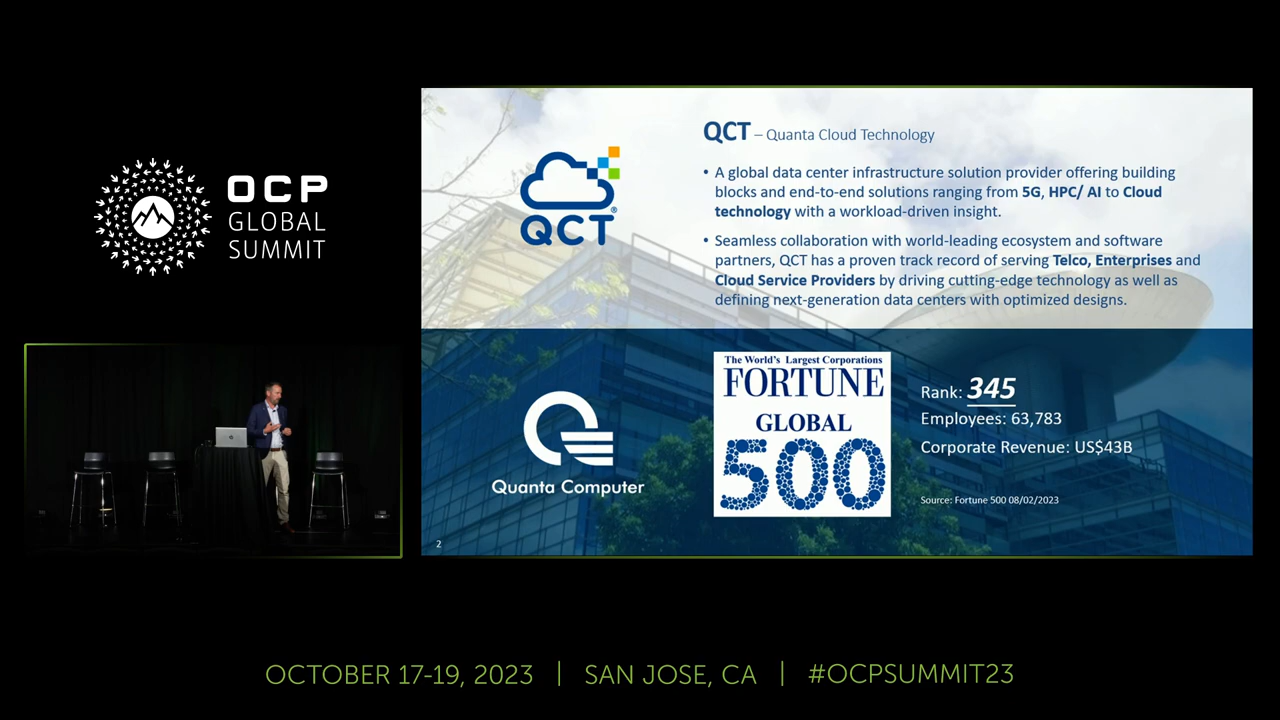 OCP
GLOBAL
SUMMIT
QCT – Quanta Cloud Technology
• A global data center infrastructure solution provider offering building
blocks and end-to-end solutions ranging from 5G, HPC/ AI to Cloud
technology with a workload-driven insight.
• Seamless collaboration with world-leading ecosystem and software
partners, QCT has a proven track record of serving Telco, Enterprises and
Cloud Service Providers by driving cutting-edge technology as well as
defining next-generation data centers with optimized designs.
QCT®
Quanta Computer
The World's Largest Corporations
FORTUNE
GLOBAL
500
Rank: 345
Employees: 63,783
Corporate Revenue: US$43B
Source: Fortune 500 08/02/2023
2
OCTOBER 17-19, 2023 | SAN JOSE, CA | #OCPSUMMIT23